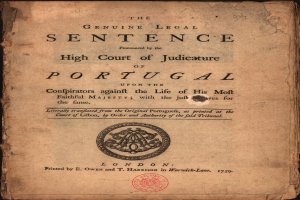 THE
GENUINE LEGAL
SENTENCE
Pronounced by the
High Court of Judicature
OF
PORTUGAL
UPON THE
Conſpirators againſt the Life of His Moſt
Faithful MAJESTY; with the juſt for
the ſame.
Literally tranſlated from the Original Portugueſe, as printed at
Lisbon, by Order and Authority of the ſaid Tribunal.
LONDON:
Printed by E. OWEN and T. HARRISON in Warwick-Lane. 1759.